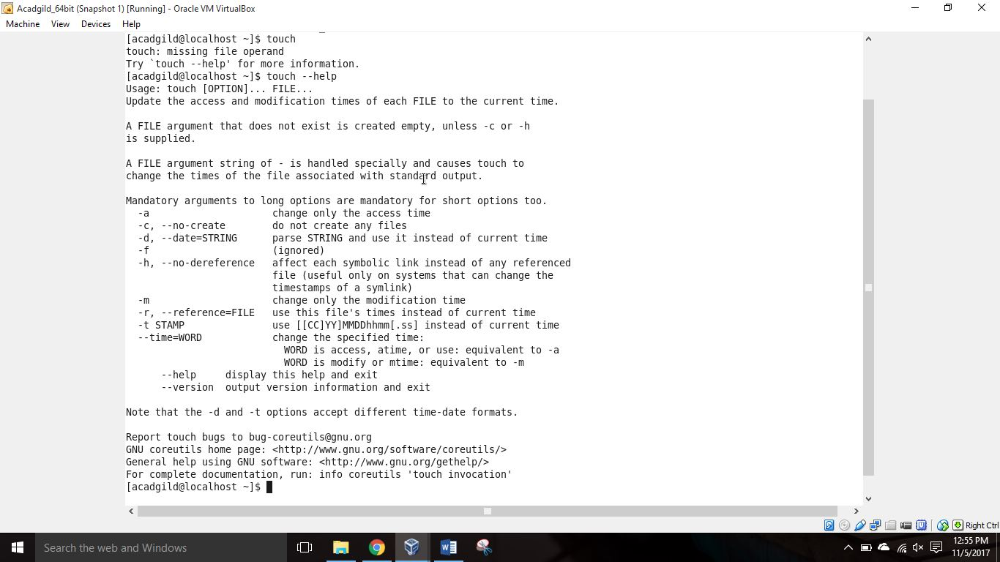 Acadgild_64bit (Snapshot 1) [Running] - Oracle VM VirtualBox
Machine View Devices Help
[acadgild@localhost ~]$ touch
touch: missing file operand
Try `touch --help' for more information.
[acadgild@localhost ~]$ touch --help
Usage: touch [OPTION]... FILE...
Update the access and modification times of each FILE to the current time.
A FILE argument that does not exist is created empty, unless -c or -h
is supplied.
A FILE argument string of - is handled specially and causes touch to
change the times of the file associated with standard output.
Mandatory arguments to long options are mandatory for short options too.
-a change only the access time
-c, --no-create do not create any files
-d, --date=STRING parse STRING and use it instead of current time
-f (ignored)
-h, --no-dereference affect each symbolic link instead of any referenced
file (useful only on systems that can change the
timestamps of a symlink)
-m change only the modification time
-r, --reference=FILE use this file's times instead of current time
-t STAMP use [[CC]YY]MMDDhhmm[.ss] instead of current time
--time=WORD change the specified time:
WORD is access, atime, or use: equivalent to -a
WORD is modify or mtime: equivalent to -m
--help display this help and exit
--version output version information and exit
Note that the -d and -t options accept different time-date formats.
Report touch bugs to bug-coreutils@gnu.org
GNU coreutils home page: <http://www.gnu.org/software/coreutils/>
General help using GNU software: <http://www.gnu.org/gethelp/>
For complete documentation, run: info coreutils 'touch invocation'
[acadgild@localhost ~]$
Right Ctrl
Search the web and Windows
12:55 PM
11/5/2017